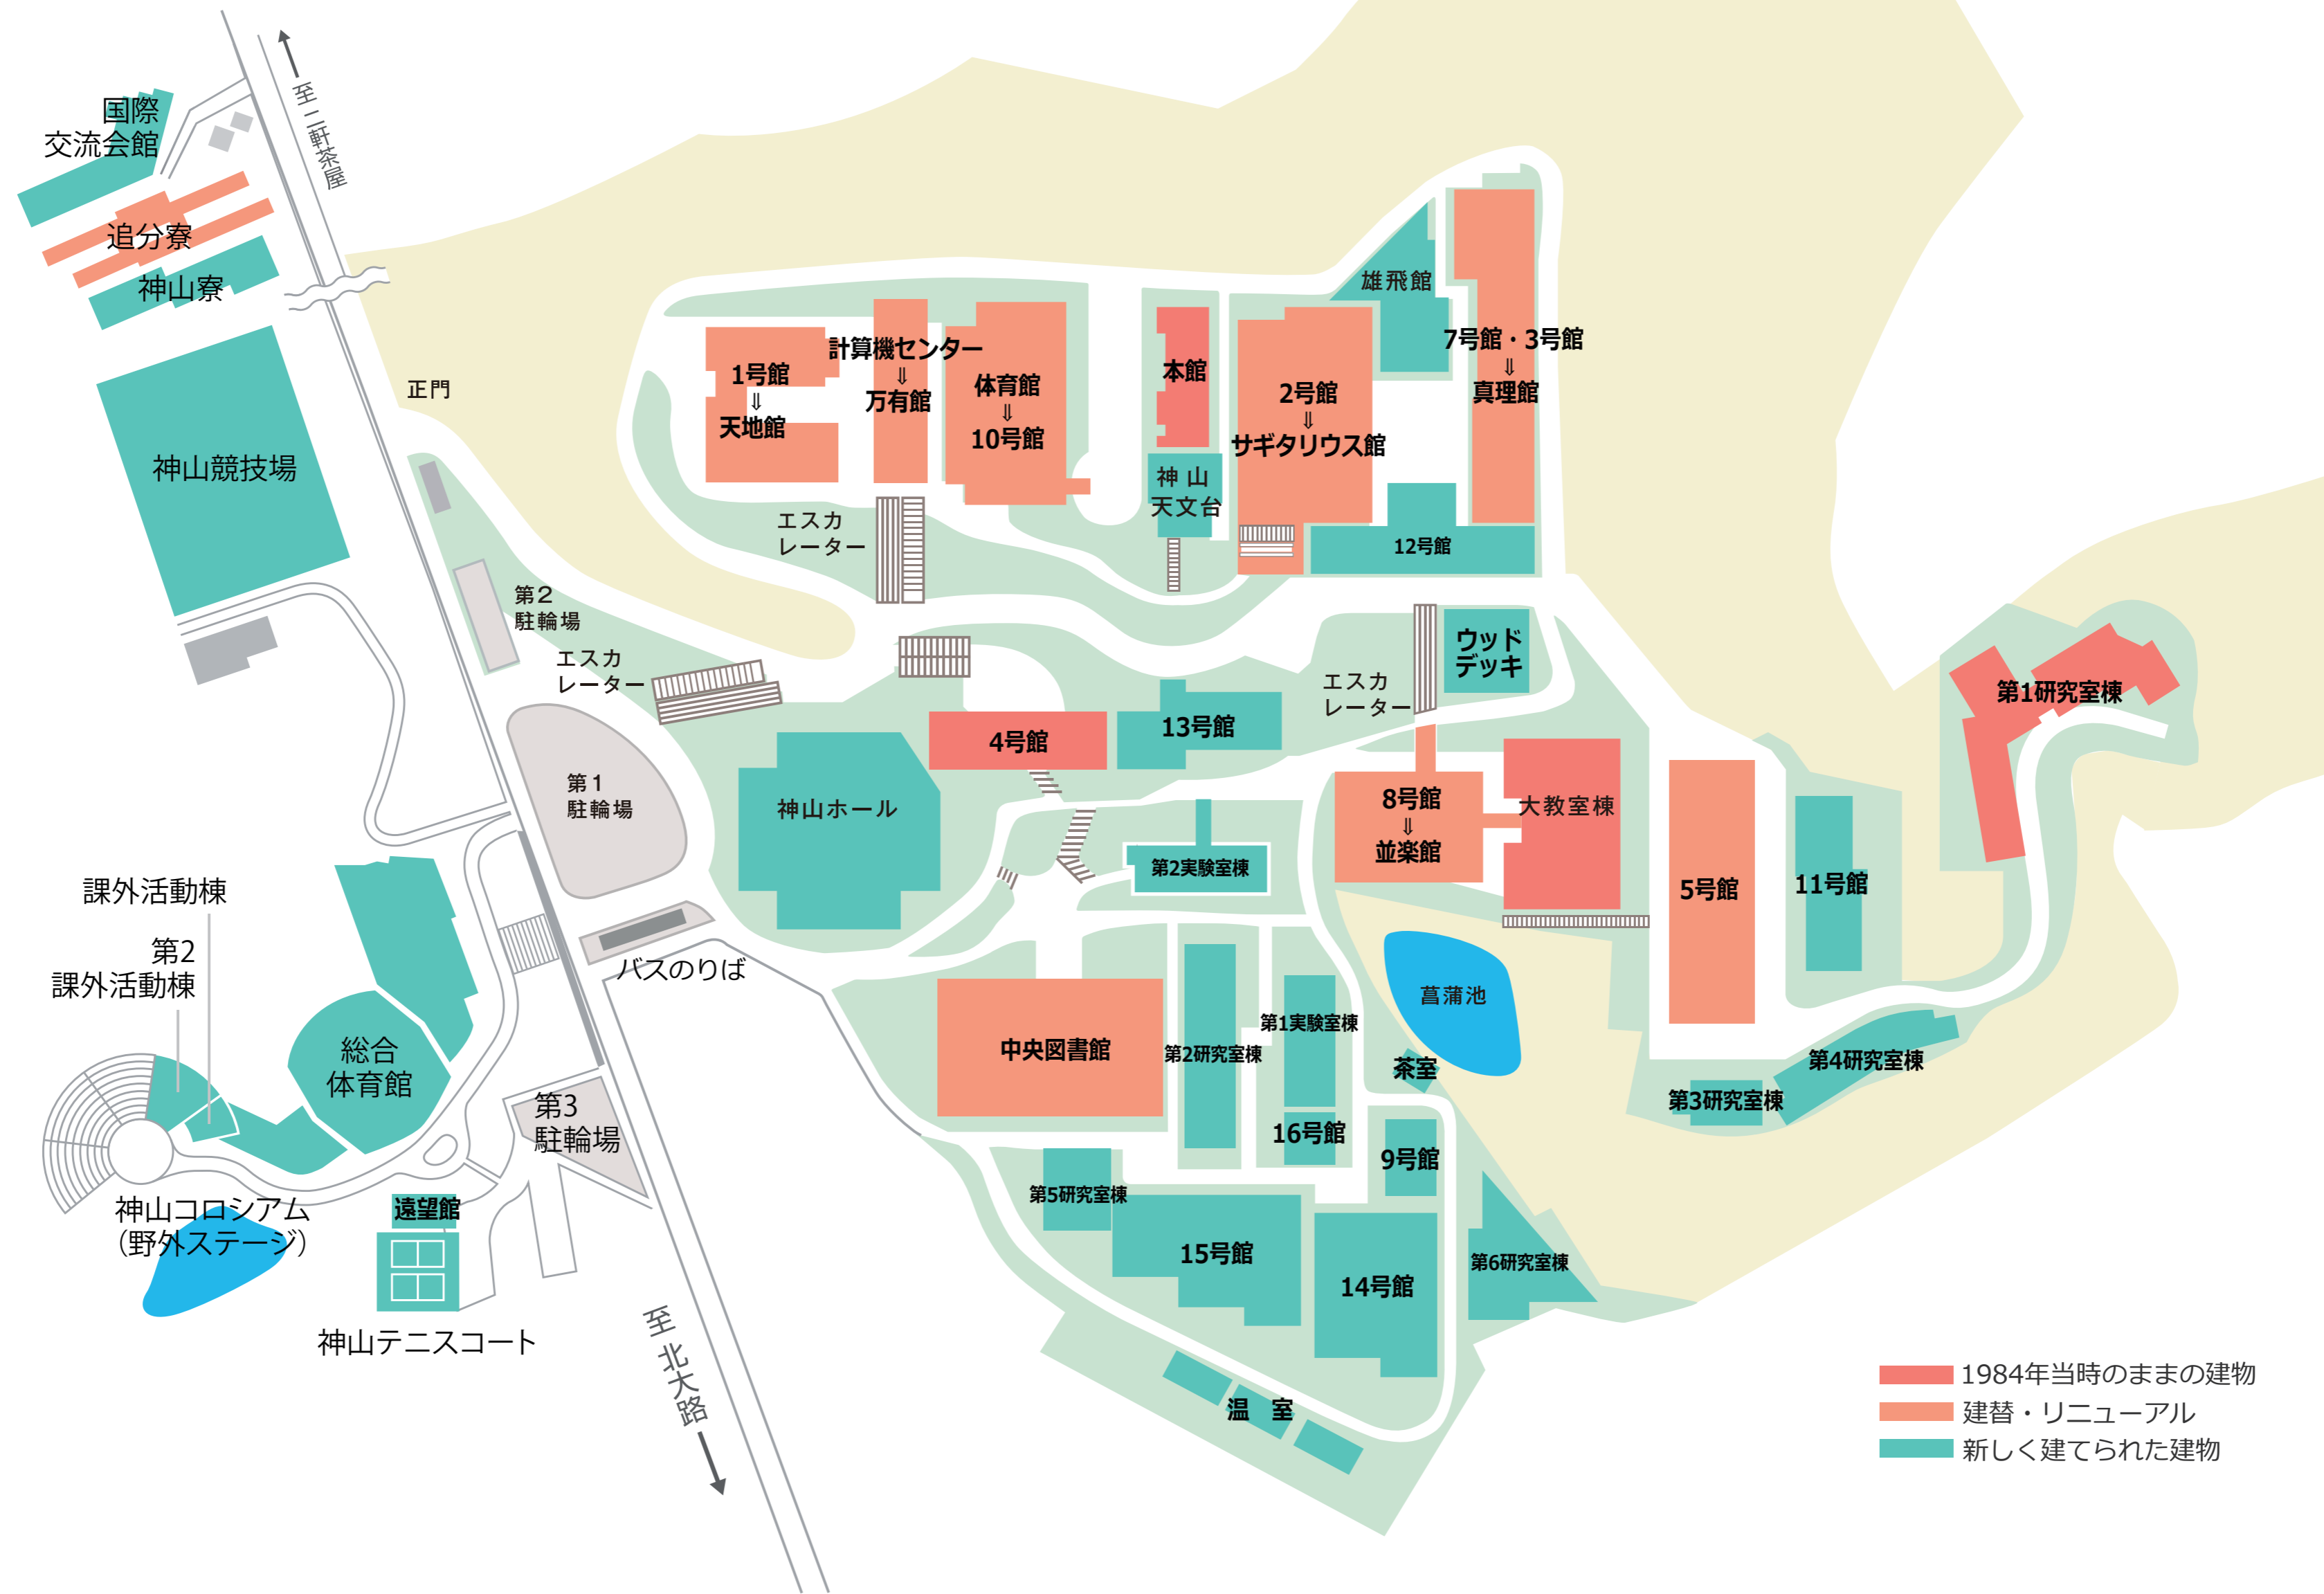 至 二軒茶屋
国際
交流会館
追分寮
神山寮
正門
神山競技場
雄飛館
7号館・3号館
⇓
真理館
1号館
⇓
天地館
計算機センター
⇓
万有館
体育館
⇓
10号館
本館
2号館
⇓
サギタリウス館
神山
天文台
12号館
エスカ
レーター
第2
駐輪場
エスカ
レーター
ウッド
デッキ
エスカ
レーター
第1研究室棟
4号館
13号館
第1
駐輪場
神山ホール
8号館
⇓
並楽館
大教室棟
第2実験室棟
5号館
11号館
課外活動棟
第2
課外活動棟
バスのりば
菖蒲池
総合
体育館
中央図書館
第2研究室棟
第1実験室棟
茶室
第4研究室棟
第3研究室棟
第3
駐輪場
16号館
9号館
神山コロシアム
（野外ステージ）
遠望館
第5研究室棟
15号館
14号館
第6研究室棟
神山テニスコート
至 北大路
温 室
1984年当時のままの建物
建替・リニューアル
新しく建てられた建物